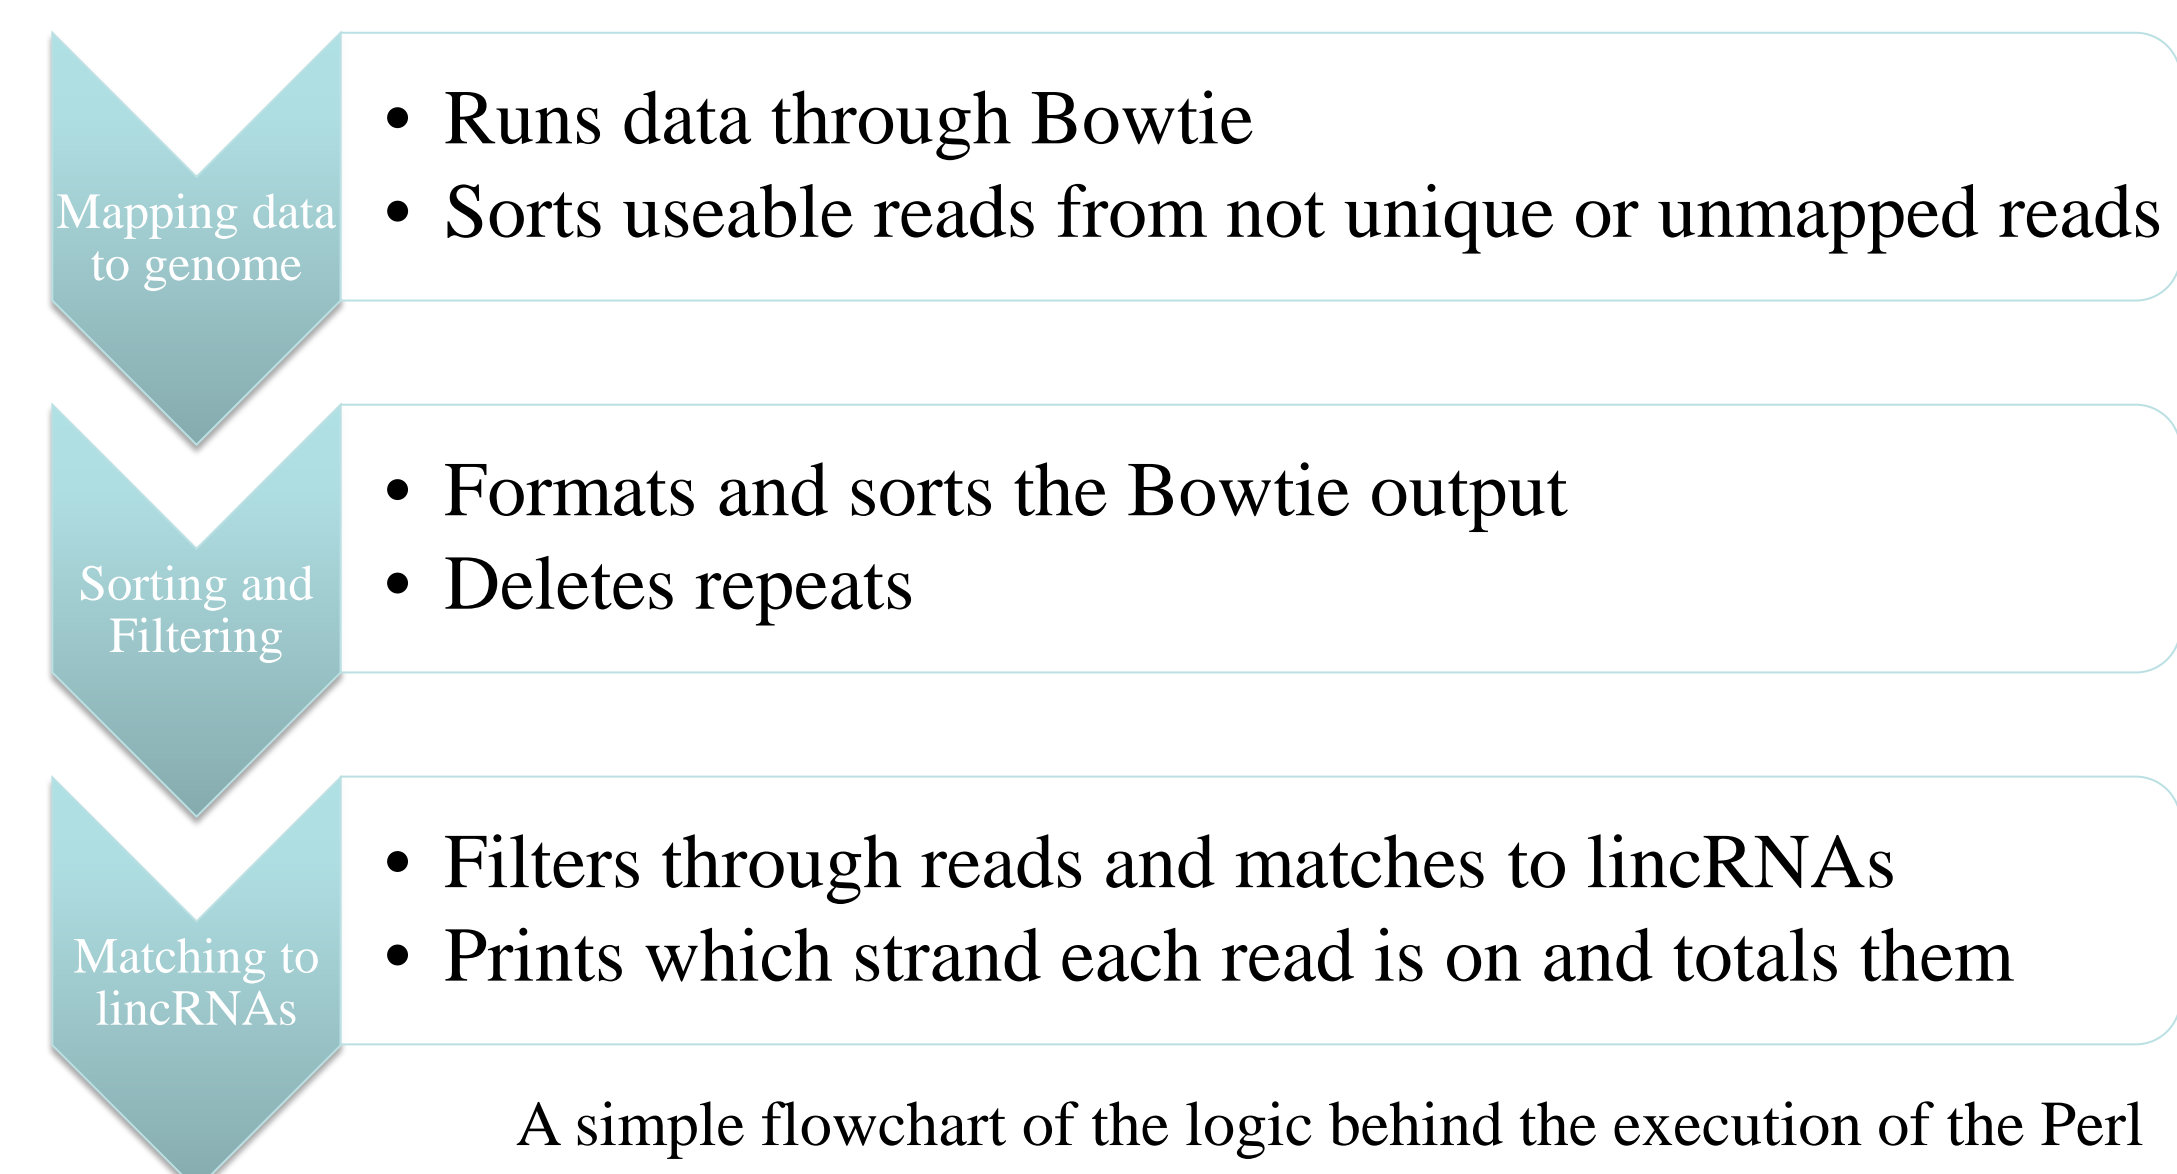 Mapping data
to genome
• Runs data through Bowtie
• Sorts useable reads from not unique or unmapped reads
Sorting and
Filtering
• Formats and sorts the Bowtie output
• Deletes repeats
Matching to
lincRNAs
• Filters through reads and matches to lincRNAs
• Prints which strand each read is on and totals them
A simple flowchart of the logic behind the execution of the Perl